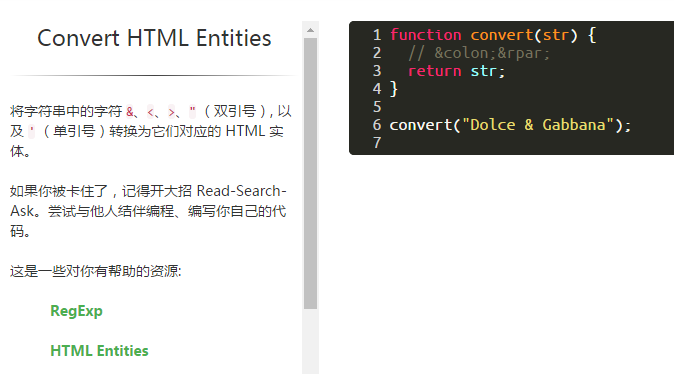 Convert HTML Entities
将字符串中的字符 &、<、>、" （双引号）, 以
及 ' （单引号）转换为它们对应的 HTML 实
体。
如果你被卡住了，记得开大招 Read-Search-
Ask。尝试与他人结伴编程、编写你自己的代
码。
这是一些对你有帮助的资源:
RegExp
HTML Entities
1 function convert(str) {
2 // &colon;&rpar;
3 return str;
4 }
5
6 convert("Dolce & Gabbana");
7